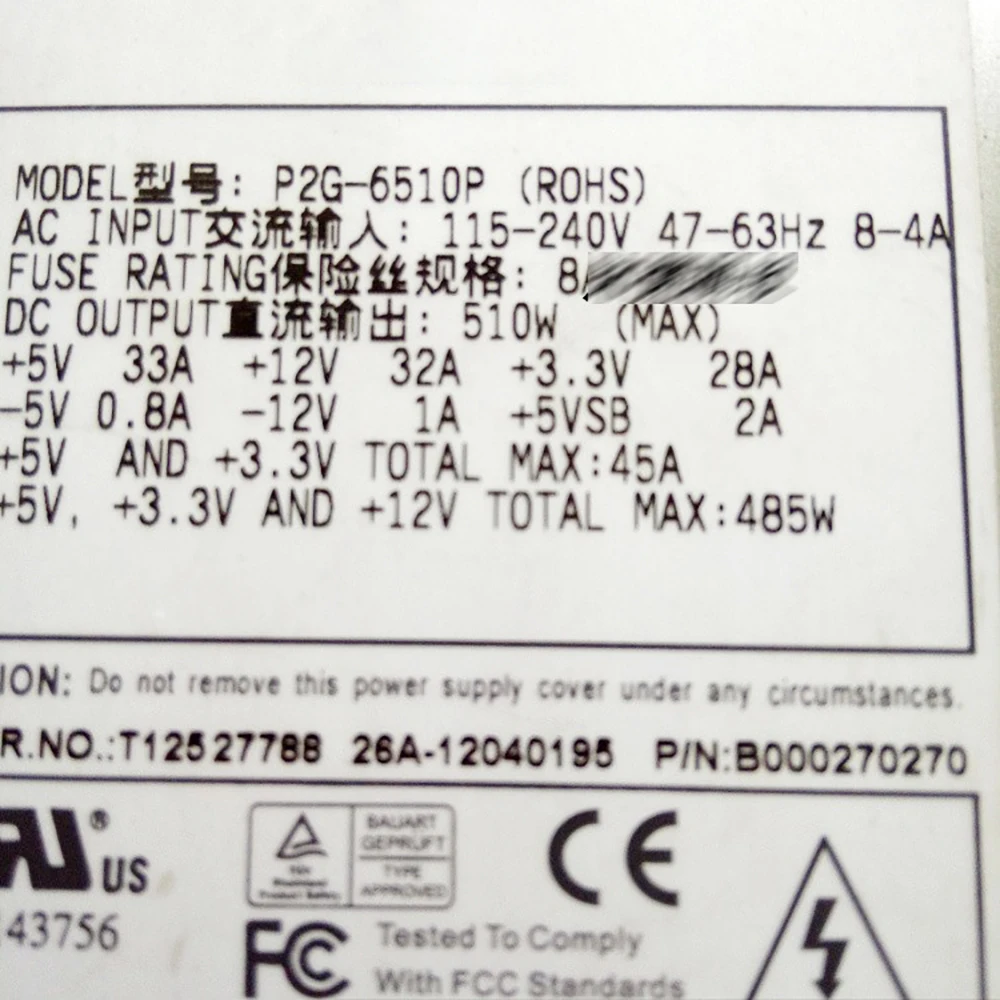 MODEL型号: P2G-6510P (ROHS)
AC INPUT交流输入: 115-240V 47-63Hz 8-4A
FUSE RATING保险丝规格: 8
DC OUTPUT直流输出: 510W (MAX)
+5V 33A +12V 32A +3.3V 28A
-5V 0.8A -12V 1A +5VSB 2A
+5V AND +3.3V TOTAL MAX:45A
+5V, +3.3V AND +12V TOTAL MAX:485W
ION: Do not remove this power supply cover under any circumstances.
R.NO.:T12527788 26A-12040195 P/N:B000270270
® US
BAUART
GEPRÜFT
TYPE
APPROVED
CE
43756
FC Tested To Comply
With FCC Standards